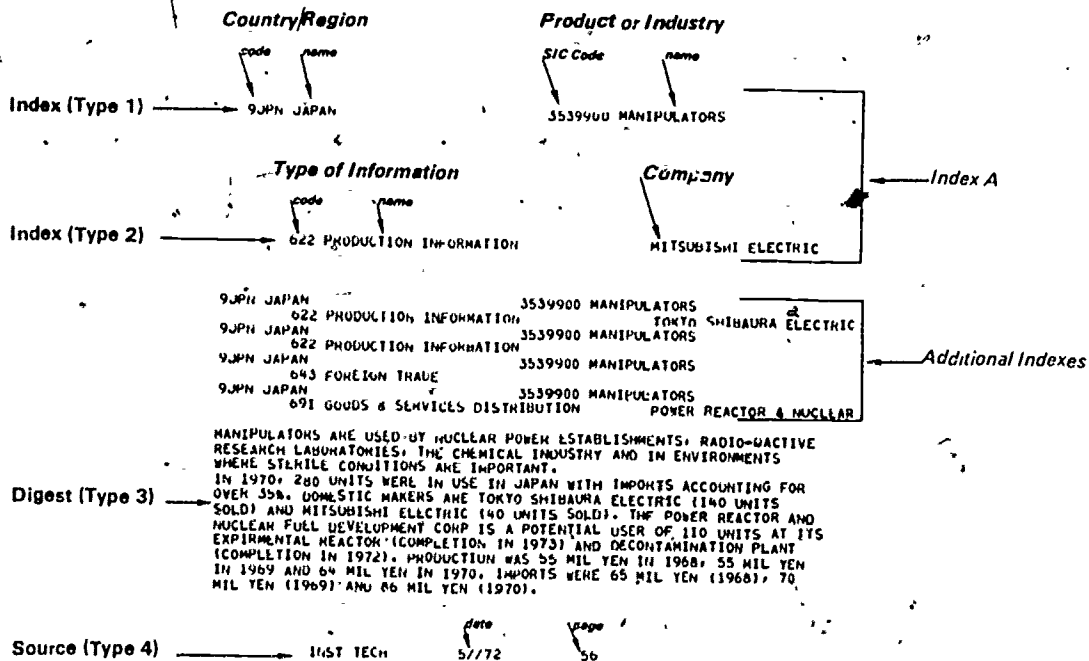 Country/Region Product or Industry
code name SIC Code name
Index (Type 1) 9JPN JAPAN 3539900 MANIPULATORS
Type of Information Company
Index A
code name
Index (Type 2) 622 PRODUCTION INFORMATION MITSUBISHI ELECTRIC
9JPN JAPAN 3539900 MANIPULATORS
622 PRODUCTION INFORMATION TOKYO SHIBAURA ELECTRIC
9JPN JAPAN 3539900 MANIPULATORS
622 PRODUCTION INFORMATION
9JPN JAPAN 3539900 MANIPULATORS
Additional Indexes
643 FOREIGN TRADE
9JPN JAPAN 3539900 MANIPULATORS
691 GOODS & SERVICES DISTRIBUTION POWER REACTOR & NUCLEAR
MANIPULATORS ARE USED BY NUCLEAR POWER ESTABLISHMENTS, RADIO-OACTIVE
RESEARCH LABORATORIES, THE CHEMICAL INDUSTRY AND IN ENVIRONMENTS
WHERE STERILE CONDITIONS ARE IMPORTANT.
IN 1970, 280 UNITS WERE IN USE IN JAPAN WITH IMPORTS ACCOUNTING FOR
Digest (Type 3) OVER 35%. DOMESTIC MAKERS ARE TOKYO SHIBAURA ELECTRIC (140 UNITS
SOLD) AND MITSUBISHI ELECTRIC (40 UNITS SOLD). THE POWER REACTOR AND
NUCLEAR FUEL DEVELOPMENT CORP IS A POTENTIAL USER OF 110 UNITS AT ITS
EXPIRMENTAL REACTOR (COMPLETION IN 1973) AND DECONTAMINATION PLANT
(COMPLETION IN 1972). PRODUCTION WAS 55 MIL YEN IN 1968, 55 MIL YEN
IN 1969 AND 64 MIL YEN IN 1970. IMPORTS WERE 65 MIL YEN (1968), 70
MIL YEN (1969) AND 86 MIL YEN (1970).
date page
Source (Type 4) INST TECH 5//72 56